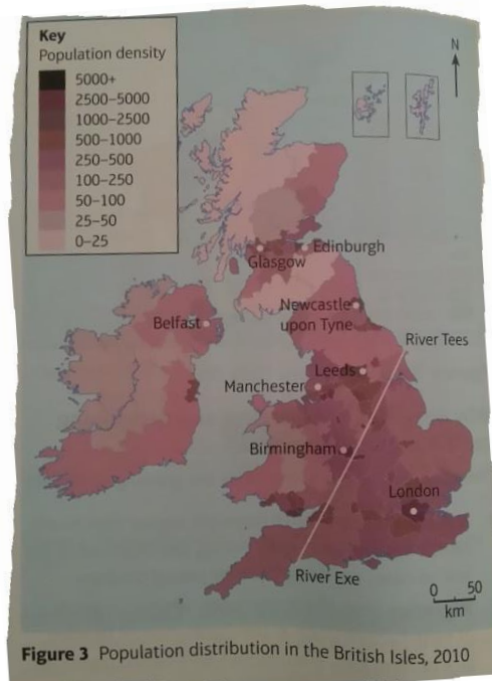 Key
Population density
5000+
2500–5000
1000–2500
500–1000
250–500
100–250
50–100
25–50
0–25
N
Edinburgh
Glasgow
Newcastle
upon Tyne
Belfast
River Tees
Leeds
Manchester
Birmingham
London
River Exe
0 50
km
Figure 3 Population distribution in the British Isles, 2010